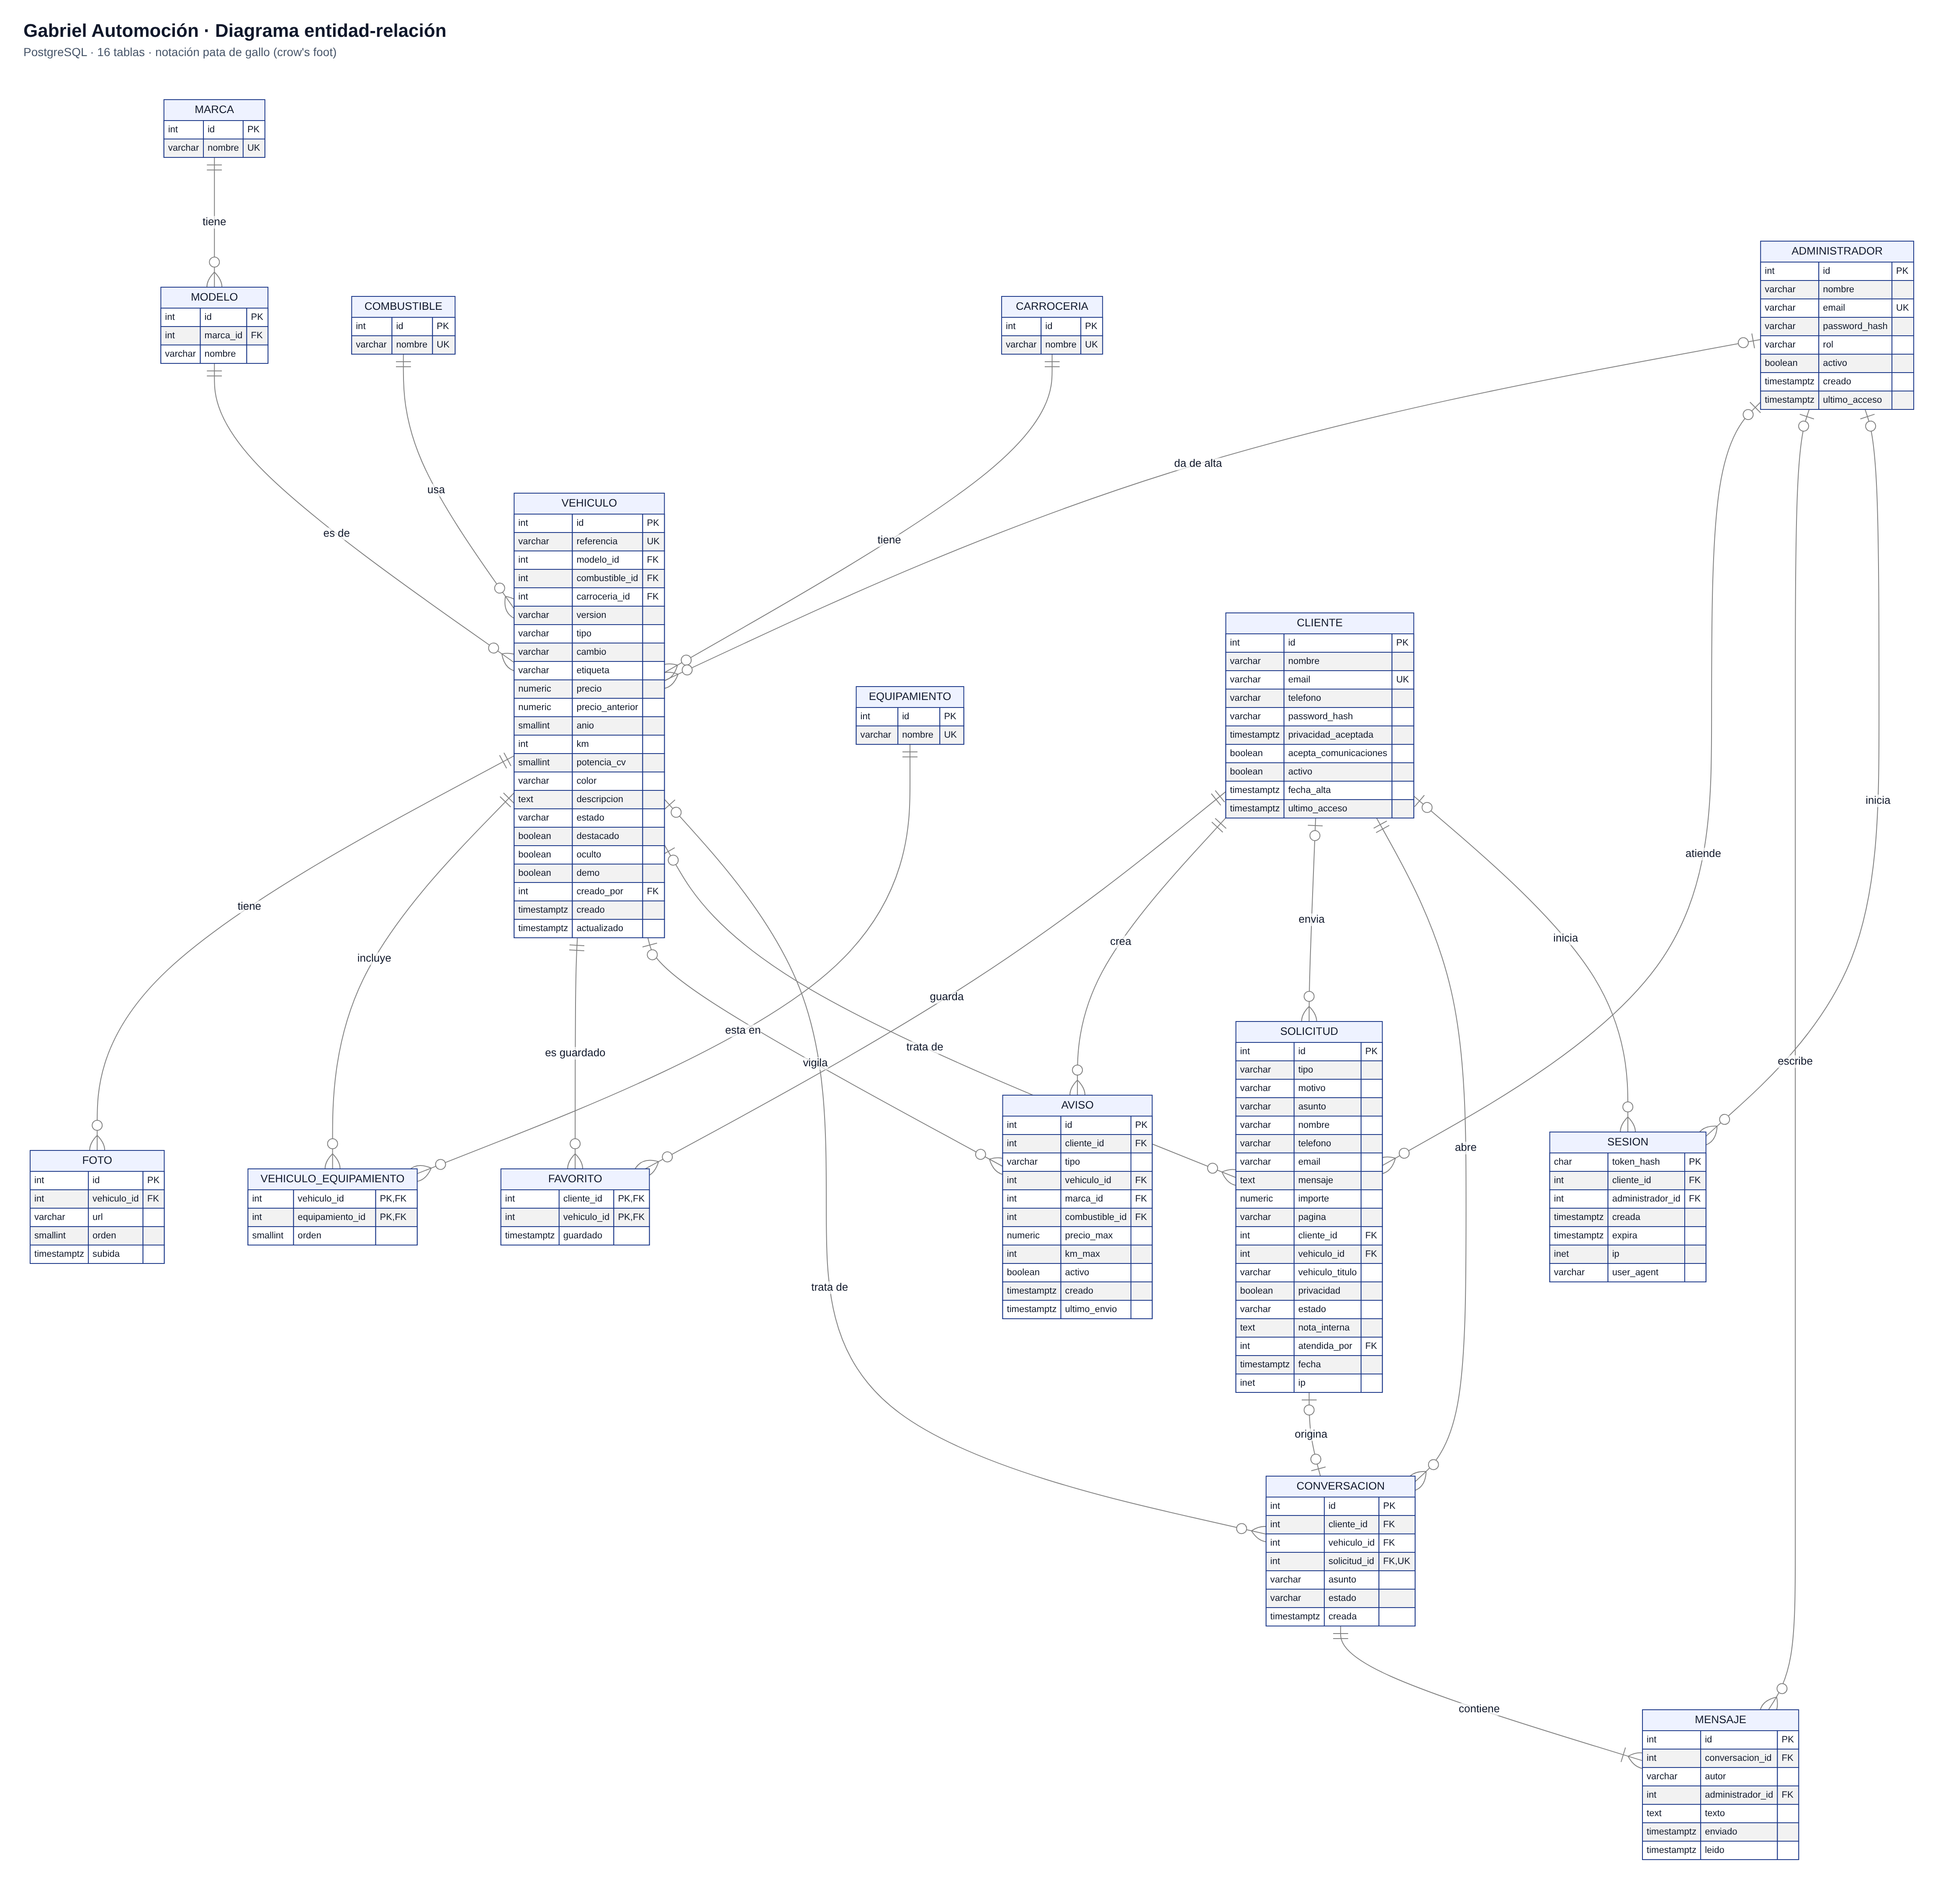 Gabriel Automoción · Diagrama entidad-relación
PostgreSQL · 16 tablas · notación pata de gallo (crow's foot)
MARCA
int id PK
varchar nombre UK
tiene
MODELO
int id PK
int marca_id FK
varchar nombre
COMBUSTIBLE
int id PK
varchar nombre UK
CARROCERIA
int id PK
varchar nombre UK
ADMINISTRADOR
int id PK
varchar nombre
varchar email UK
varchar password_hash
varchar rol
boolean activo
timestamptz creado
timestamptz ultimo_acceso
da de alta
usa
es de
tiene
VEHICULO
int id PK
varchar referencia UK
int modelo_id FK
int combustible_id FK
int carroceria_id FK
varchar version
varchar tipo
varchar cambio
varchar etiqueta
numeric precio
numeric precio_anterior
smallint anio
int km
smallint potencia_cv
varchar color
text descripcion
varchar estado
boolean destacado
boolean oculto
boolean demo
int creado_por FK
timestamptz creado
timestamptz actualizado
EQUIPAMIENTO
int id PK
varchar nombre UK
CLIENTE
int id PK
varchar nombre
varchar email UK
varchar telefono
varchar password_hash
timestamptz privacidad_aceptada
boolean acepta_comunicaciones
boolean activo
timestamptz fecha_alta
timestamptz ultimo_acceso
inicia
atiende
tiene
envia
inicia
crea
incluye
guarda
esta en
trata de
es guardado
vigila
escribe
abre
FOTO
int id PK
int vehiculo_id FK
varchar url
smallint orden
timestamptz subida
VEHICULO_EQUIPAMIENTO
int vehiculo_id PK,FK
int equipamiento_id PK,FK
smallint orden
FAVORITO
int cliente_id PK,FK
int vehiculo_id PK,FK
timestamptz guardado
AVISO
int id PK
int cliente_id FK
varchar tipo
int vehiculo_id FK
int marca_id FK
int combustible_id FK
numeric precio_max
int km_max
boolean activo
timestamptz creado
timestamptz ultimo_envio
SOLICITUD
int id PK
varchar tipo
varchar motivo
varchar asunto
varchar nombre
varchar telefono
varchar email
text mensaje
numeric importe
varchar pagina
int cliente_id FK
int vehiculo_id FK
varchar vehiculo_titulo
boolean privacidad
varchar estado
text nota_interna
int atendida_por FK
timestamptz fecha
inet ip
SESION
char token_hash PK
int cliente_id FK
int administrador_id FK
timestamptz creada
timestamptz expira
inet ip
varchar user_agent
trata de
origina
CONVERSACION
int id PK
int cliente_id FK
int vehiculo_id FK
int solicitud_id FK,UK
varchar asunto
varchar estado
timestamptz creada
contiene
MENSAJE
int id PK
int conversacion_id FK
varchar autor
int administrador_id FK
text texto
timestamptz enviado
timestamptz leido